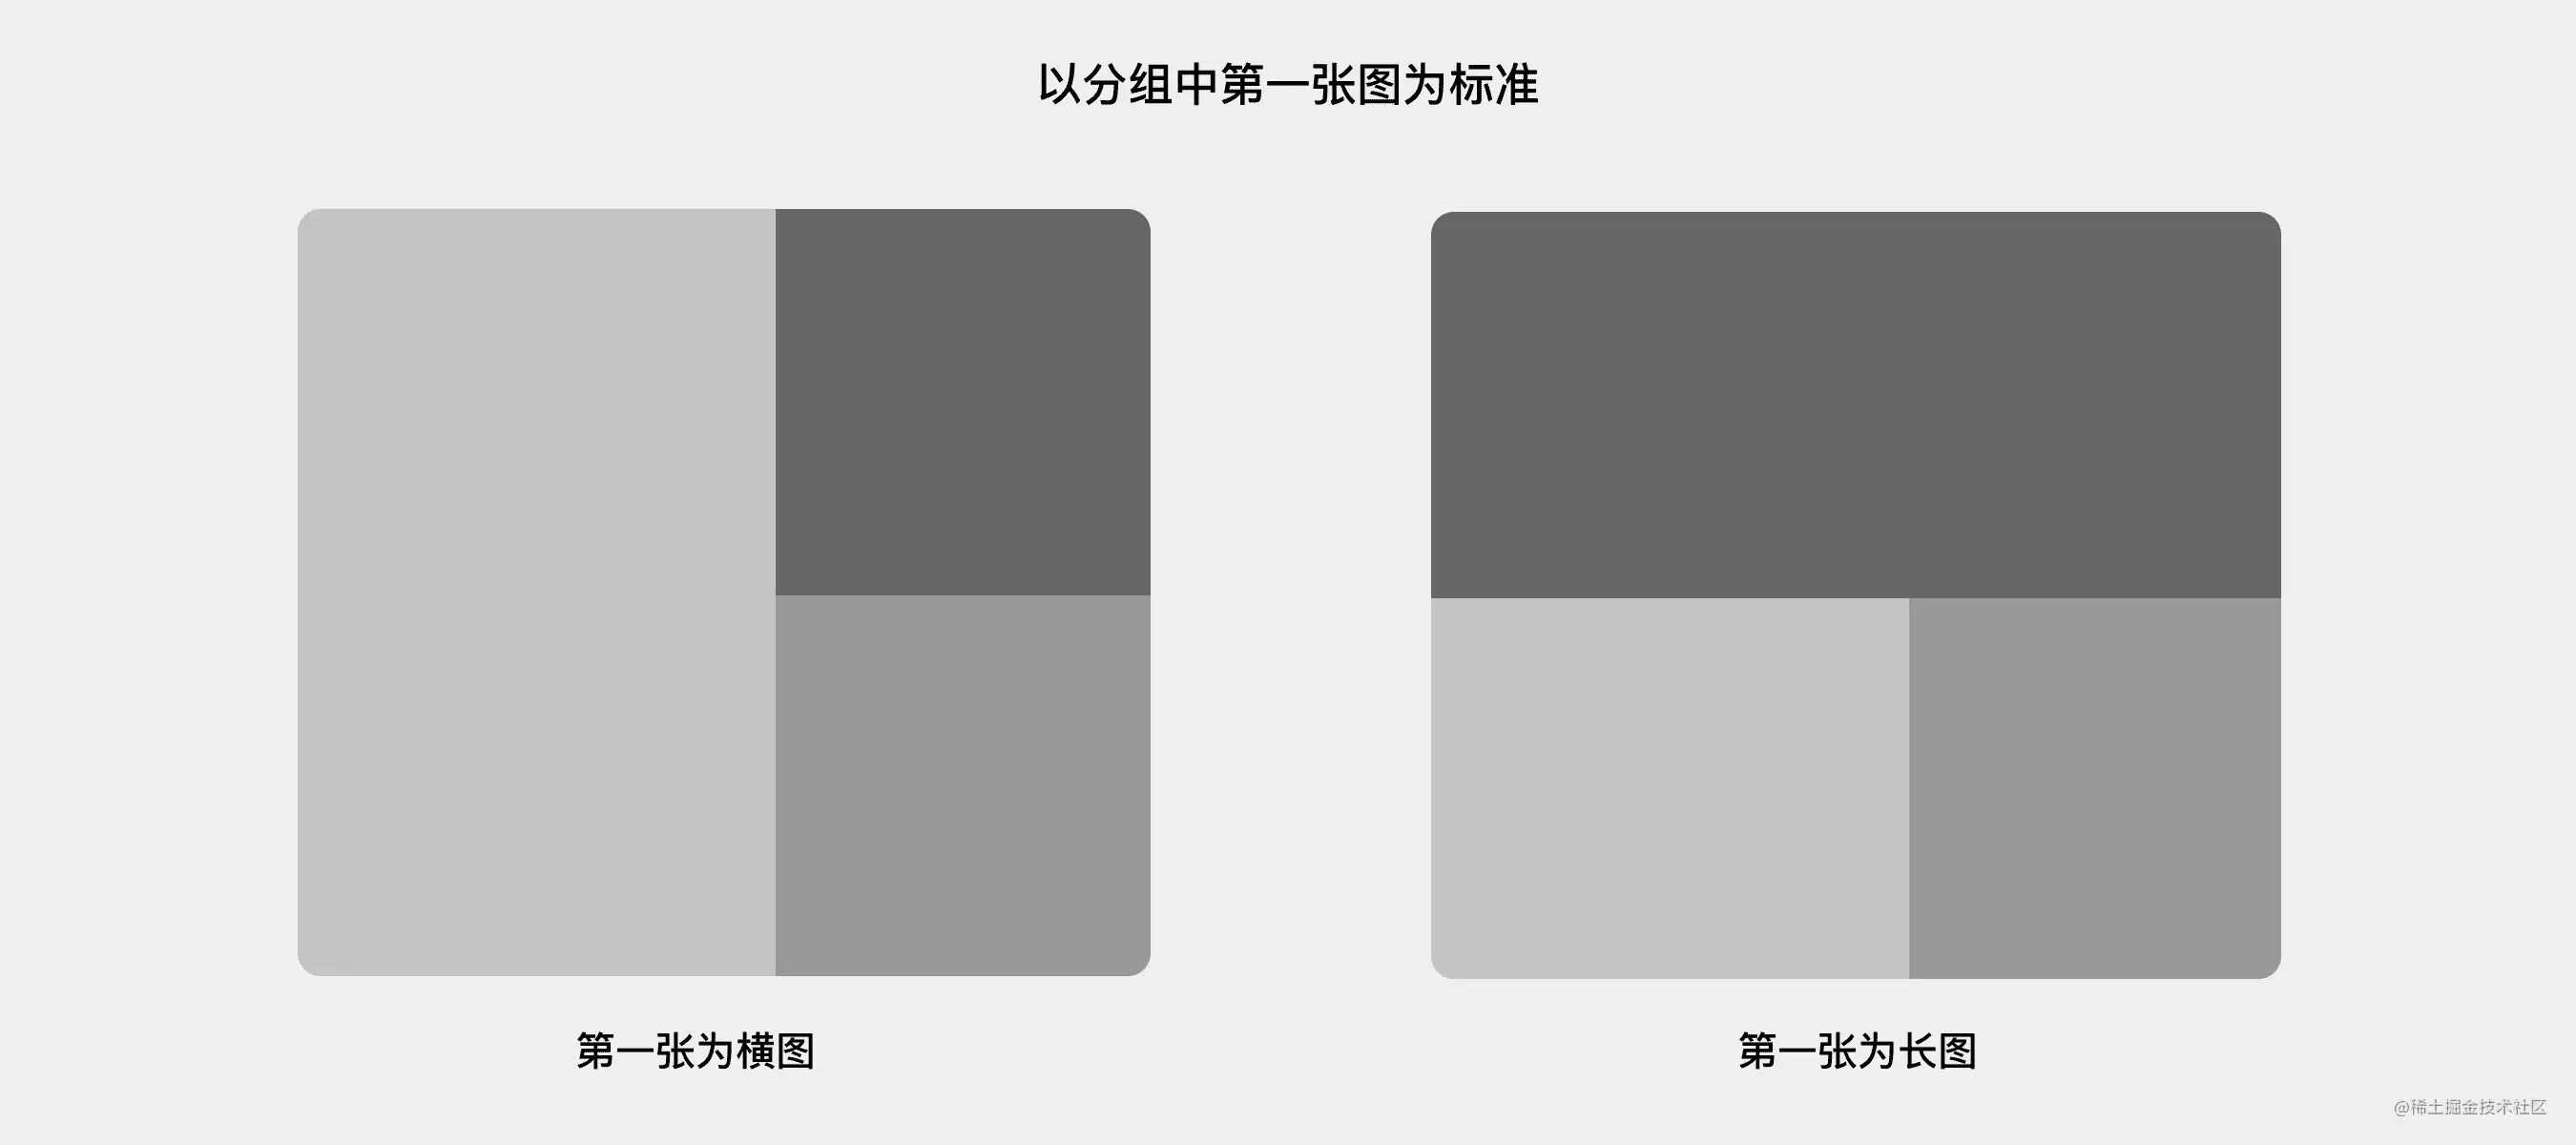 以分组中第一张图为标准
第一张为横图
第一张为长图
@稀土掘金技术社区